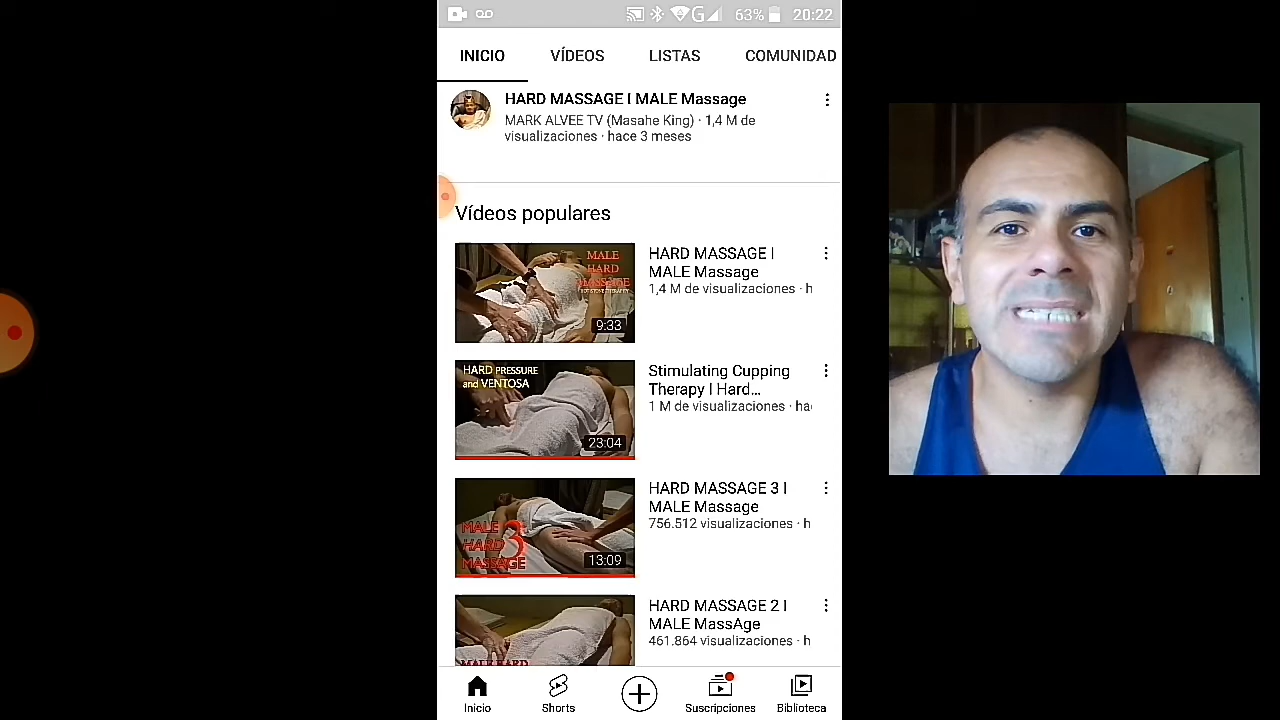 63% 20:22
INICIO VÍDEOS LISTAS COMUNIDAD
HARD MASSAGE I MALE Massage
MARK ALVEE TV (Masahe King) · 1,4 M de
visualizaciones · hace 3 meses
Vídeos populares
MALE
HARD
MASSAGE
9:33
HARD MASSAGE I
MALE Massage
1,4 M de visualizaciones · h
HARD PRESSURE
and VENTOSA
23:04
Stimulating Cupping
Therapy I Hard...
1 M de visualizaciones · ha
MALE
HARD 3
MASSAGE
13:09
HARD MASSAGE 3 I
MALE Massage
756.512 visualizaciones · h
MALE HARD
HARD MASSAGE 2 I
MALE MassAge
461.864 visualizaciones · h
Inicio Shorts Suscripciones Biblioteca